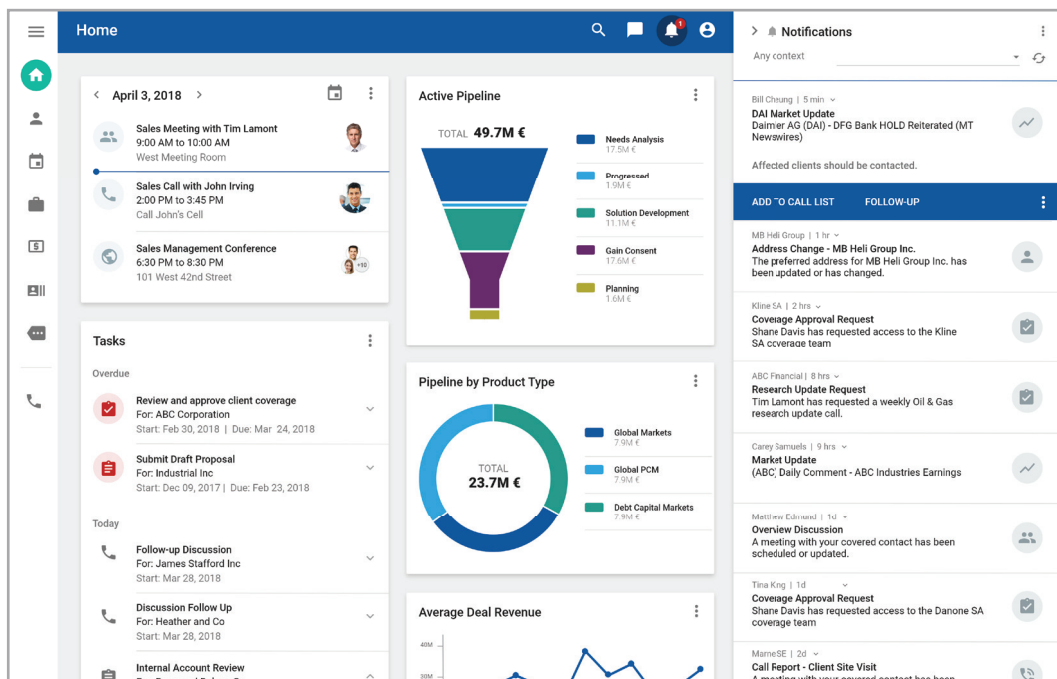 Home
1
April 3, 2018
Sales Meeting with Tim Lamont
9:00 AM to 10:00 AM
West Meeting Room
Sales Call with John Irving
2:00 PM to 3:45 PM
Call John's Cell
Sales Management Conference
6:30 PM to 8:30 PM
101 West 42nd Street
+10
Tasks
Overdue
Review and approve client coverage
For: ABC Corporation
Start: Feb 30, 2018 | Due: Mar 24, 2018
Submit Draft Proposal
For: Industrial Inc
Start: Dec 09, 2017 | Due: Feb 23, 2018
Today
Follow-up Discussion
For: James Stafford Inc
Start: Mar 28, 2018
Discussion Follow Up
For: Heather and Co
Start: Mar 28, 2018
Internal Account Review
Active Pipeline
TOTAL 49.7M €
Needs Analysis
17.5M €
Progressed
1.9M €
Solution Development
11.1M €
Gain Consent
17.6M €
Planning
1.6M €
Pipeline by Product Type
TOTAL
23.7M €
Global Markets
7.9M €
Global PCM
7.9M €
Debt Capital Markets
7.9M €
Average Deal Revenue
40M
30M
Notifications
Any context
Bill Cheung | 5 min
DAI Market Update
Daimer AG (DAI) - DFG Bank HOLD Reiterated (MT
Newswires)
Affected clients should be contacted.
ADD TO CALL LIST FOLLOW-UP
MB Heli Group | 1 hr
Address Change - MB Heli Group Inc.
The preferred address for MB Heli Group Inc. has
been updated or has changed.
Kline SA | 2 hrs
Coverage Approval Request
Shane Davis has requested access to the Kline
SA coverage team
ABC Financial | 8 hrs
Research Update Request
Tim Lamont has requested a weekly Oil & Gas
research update call.
Carey Samuels | 9 hrs
Market Update
(ABC) Daily Comment - ABC Industries Earnings
Matthew Edmund | 1d
Overview Discussion
A meeting with your covered contact has been
scheduled or updated.
Tina Kng | 1d
Coverage Approval Request
Shane Davis has requested access to the Danone SA
coverage team
MarneSE | 2d
Call Report - Client Site Visit
A meeting with your covered contact has been